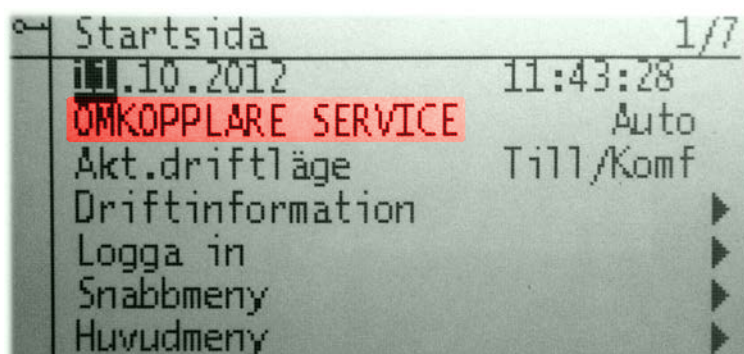 Startsida 1/7
11.10.2012 11:43:28
OMKOPPLARE SERVICE Auto
Akt.driftläge Till/Komf
Driftinformation
Logga in
Snabbmeny
Huvudmeny